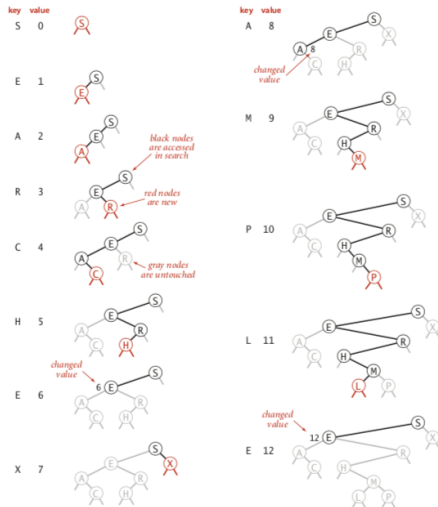 key value
S 0
S
E 1
S
E
A 2
S
E
A
black nodes
are accessed
in search
R 3
S
E
A R
red nodes
are new
C 4
S
E
A R
C
gray nodes
are untouched
H 5
S
E
A R
C H
changed
value
E 6
S
6 E
A R
C H
X 7
S
E X
A R
C H
key value
A 8
S
E X
A 8 R
C H
changed
value
M 9
S
E X
A R
C H
M
P 10
S
E X
A R
C H
M
P
L 11
S
E X
A R
C H
M
L P
changed
value
E 12
S
12 E X
A R
C H
M
L P